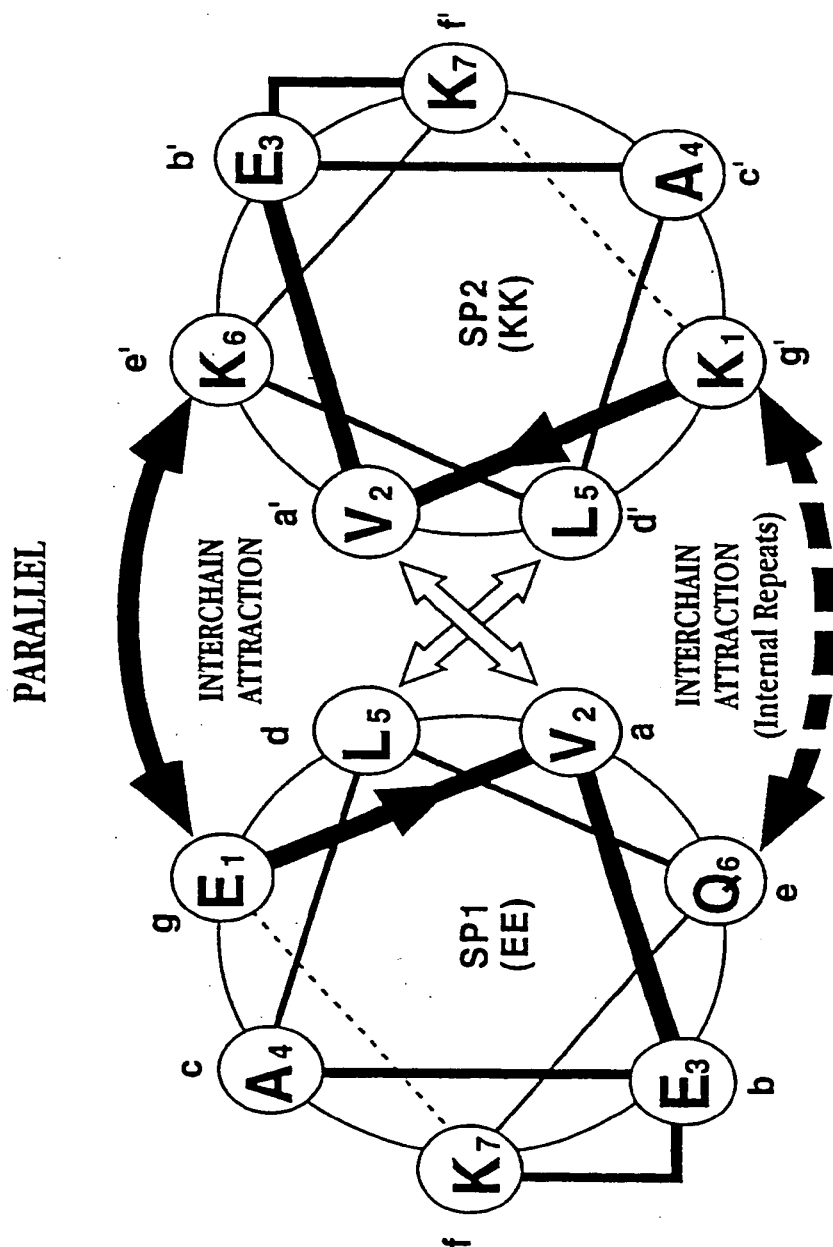 PARALLEL
e'
b'
g
c
K6
E1
E3
A4
INTERCHAIN
ATTRACTION
d
a'
L5
V2
f
K7
SP1
(EE)
SP2
(KK)
K7
f'
V2
L5
a
d'
E3
A4
INTERCHAIN
ATTRACTION
(Internal Repeats)
Q6
K1
b
e
g'
c'